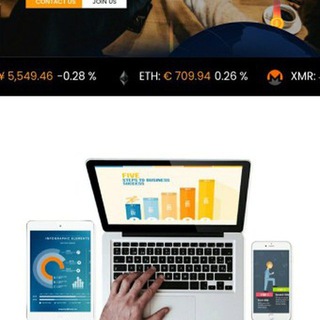 CONTACT US JOIN US
¥ 5,549.46 -0.28 % ETH: € 709.94 0.26 % XMR:
FIVE
STEPS TO BUSINESS
SUCCESS
INFOGRAPHIC ELEMENTS